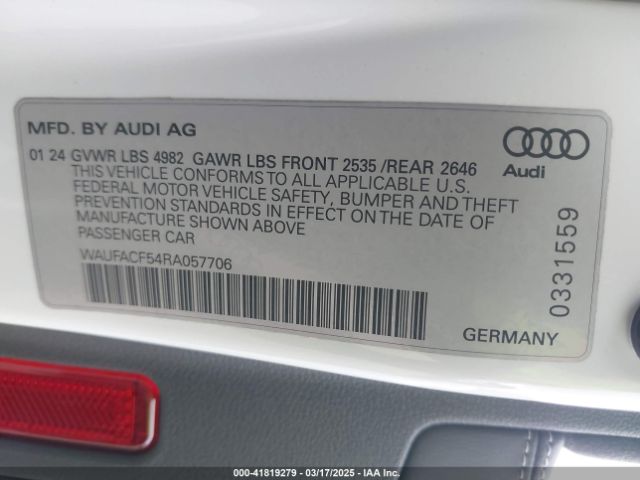 MFD. BY AUDI AG
01 24 GVWR LBS 4982 GAWR LBS FRONT 2535 /REAR 2646
THIS VEHICLE CONFORMS TO ALL APPLICABLE U.S.
FEDERAL MOTOR VEHICLE SAFETY, BUMPER AND THEFT
PREVENTION STANDARDS IN EFFECT ON THE DATE OF
MANUFACTURE SHOWN ABOVE
PASSENGER CAR
WAUFACF54RA057706
Audi
0331559
GERMANY
000-41819279 - 03/17/2025 - IAAI Inc.